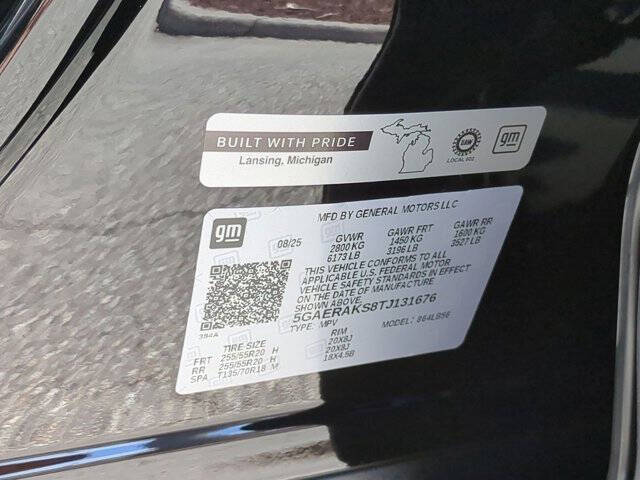 BUILT WITH PRIDE
Lansing, Michigan
UAW
LOCAL 602
gm
gm
MFD BY GENERAL MOTORS LLC
08/25 GVWR GAWR FRT GAWR RR
2800 KG 1450 KG 1600 KG
6173 LB 3196 LB 3527 LB
THIS VEHICLE CONFORMS TO ALL
APPLICABLE U.S. FEDERAL MOTOR
VEHICLE SAFETY STANDARDS IN EFFECT
ON THE DATE OF MANUFACTURE
SHOWN ABOVE.
5GAERAKS8TJ131676
TYPE: MPV MODEL: 864LB56
394A
TIRE SIZE RIM
FRT 255/55R20 H 20X8J
RR 255/55R20 H 20X8J
SPA T135/70R18 M 18X4.5B